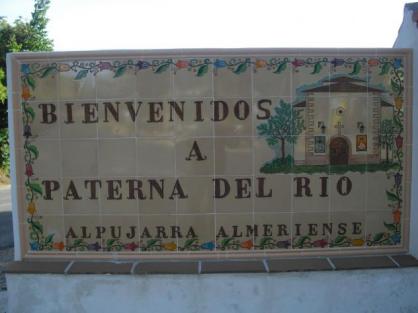 BIENVENIDOS
A
PATERNA DEL RIO
ALPUJARRA ALMERIENSE